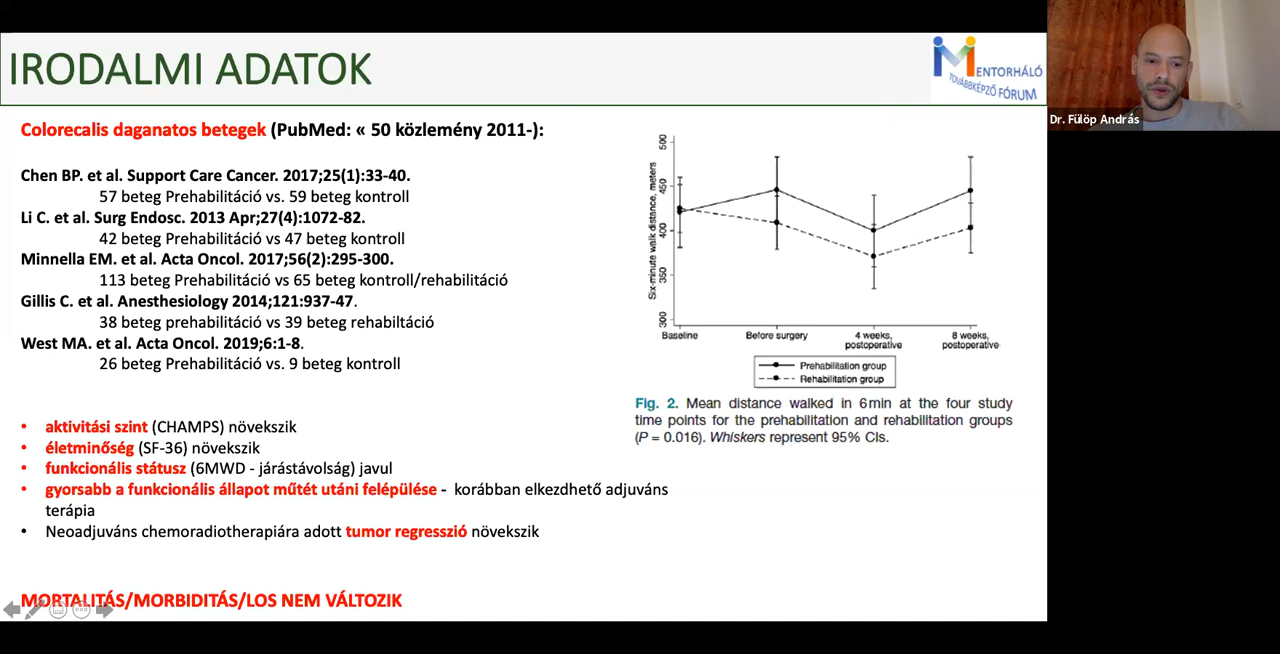 IRODALMI ADATOK
MENTORHÁLÓ
TOVÁBBKÉPZŐ FÓRUM
Dr. Fülöp András
Colorecalis daganatos betegek (PubMed: « 50 közlemény 2011-):
Chen BP. et al. Support Care Cancer. 2017;25(1):33-40.
57 beteg Prehabilitáció vs. 59 beteg kontroll
Li C. et al. Surg Endosc. 2013 Apr;27(4):1072-82.
42 beteg Prehabilitáció vs 47 beteg kontroll
Minnella EM. et al. Acta Oncol. 2017;56(2):295-300.
113 beteg Prehabilitáció vs 65 beteg kontroll/rehabilitáció
Gillis C. et al. Anesthesiology 2014;121:937-47.
38 beteg prehabilitáció vs 39 beteg rehabiltáció
West MA. et al. Acta Oncol. 2019;6:1-8.
26 beteg Prehabilitáció vs. 9 beteg kontroll
• aktivitási szint (CHAMPS) növekszik
• életminőség (SF-36) növekszik
• funkcionális státusz (6MWD - járástávolság) javul
• gyorsabb a funkcionális állapot műtét utáni felépülése - korábban elkezdhető adjuváns
terápia
• Neoadjuváns chemoradiotherapiára adott tumor regresszió növekszik
MORTALITÁS/MORBIDITÁS/LOS NEM VÁLTOZIK
Six-minute walk distance, meters
500
450
400
350
300
Baseline
Before surgery
4 weeks,
postoperative
8 weeks,
postoperative
Prehabilitation group
Rehabilitation group
Fig. 2. Mean distance walked in 6 min at the four study
time points for the prehabilitation and rehabilitation groups
(P = 0.016). Whiskers represent 95% CIs.